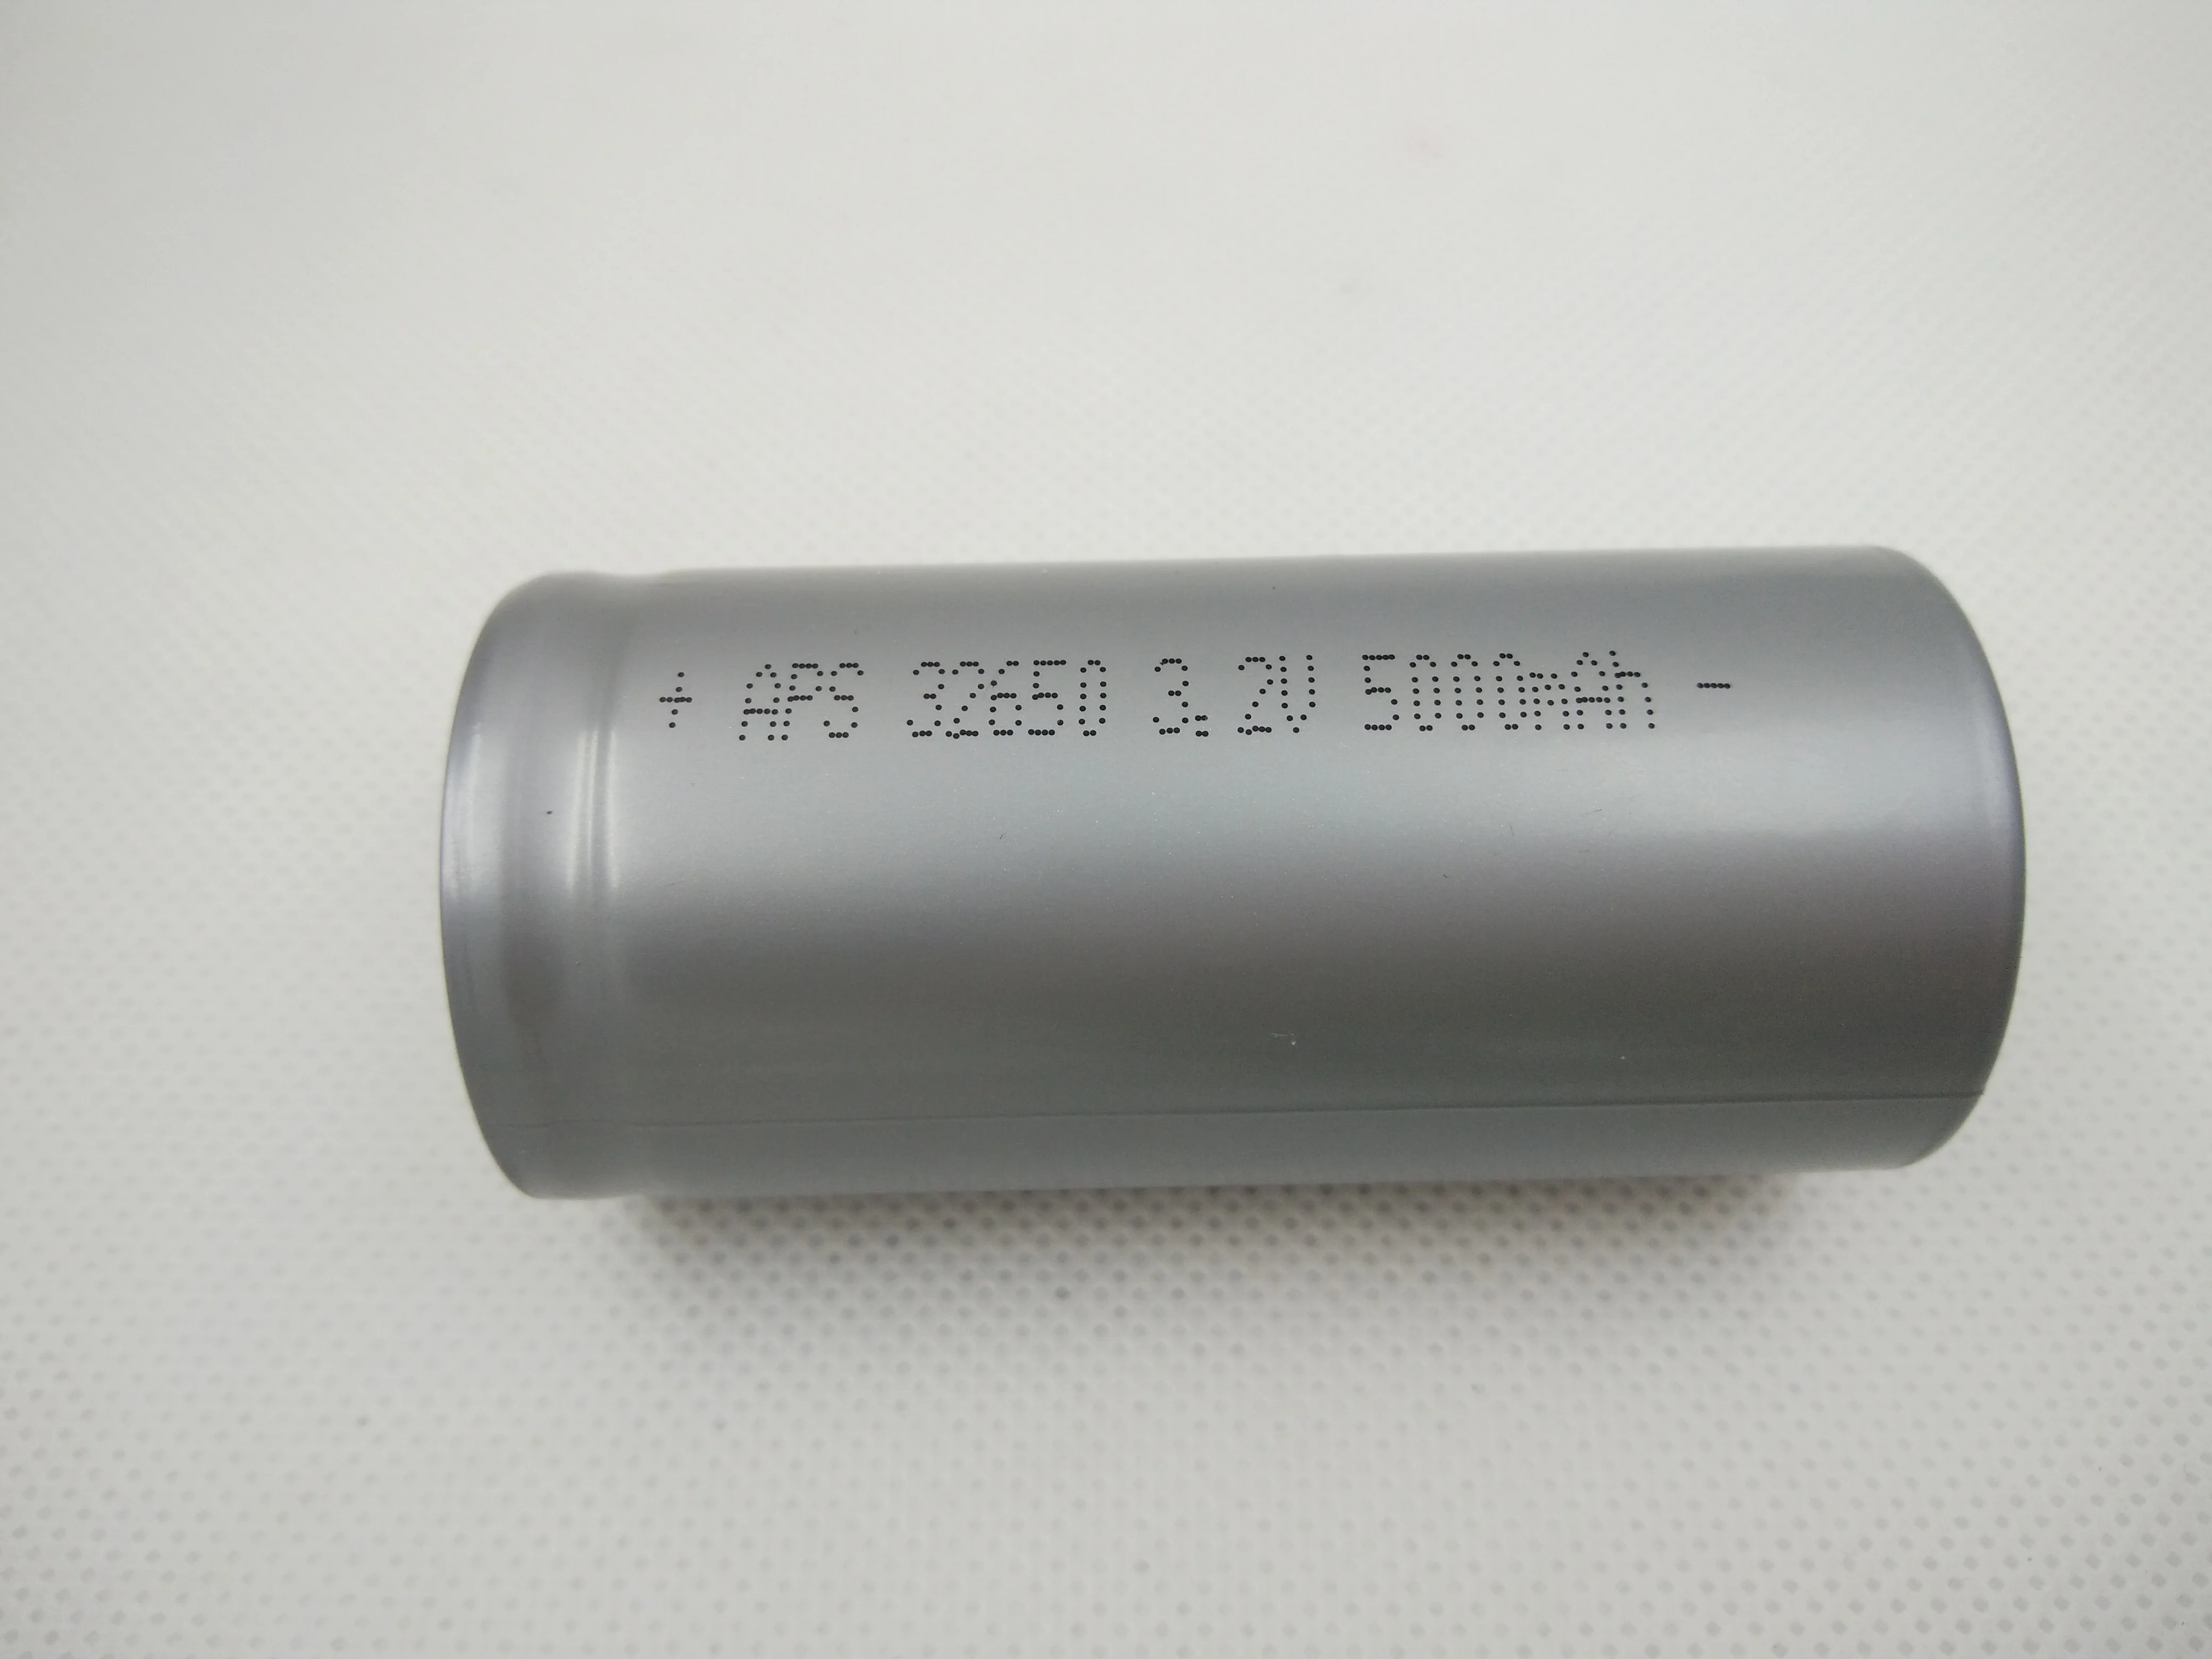 + APS 32650 3.2V 5000mAh -